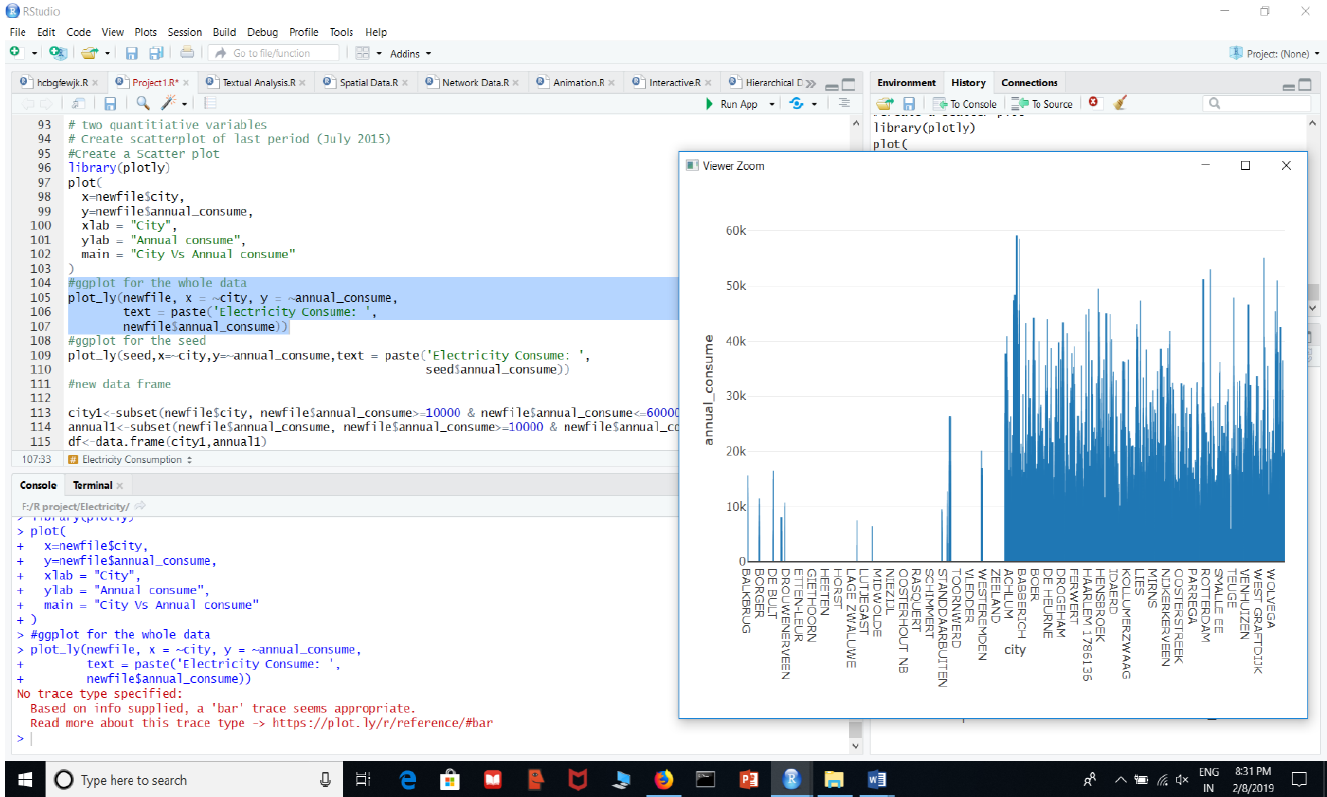 RStudio
File Edit Code View Plots Session Build Debug Profile Tools Help
Go to file/function Addins Project: (None)
hcbgfewjk.R Project1.R* Textual Analysis.R Spatial Data.R Network Data.R Animation.R Interactive.R Hierarchical D
Run App
93 # two quantitiative variables
94 # Create scatterplot of last period (July 2015)
95 #Create a Scatter plot
96 library(plotly)
97 plot(
98 x=newfile$city,
99 y=newfile$annual_consume,
100 xlab = "City",
101 ylab = "Annual consume",
102 main = "City Vs Annual consume"
103 )
104 #ggplot for the whole data
105 plot_ly(newfile, x = ~city, y = ~annual_consume,
106 text = paste('Electricity Consume: ',
107 newfile$annual_consume))
108 #ggplot for the seed
109 plot_ly(seed,x=~city,y=~annual_consume,text = paste('Electricity Consume: ',
110 seed$annual_consume))
111 #new data frame
112
113 city1<-subset(newfile$city, newfile$annual_consume>=10000 & newfile$annual_consume<=60000
114 annual1<-subset(newfile$annual_consume, newfile$annual_consume>=10000 & newfile$annual_co
115 df<-data.frame(city1,annual1)
107:33 # Electricity Consumption
Console Terminal
F:/R project/Electricity/
> library(plotly)
> plot(
+ x=newfile$city,
+ y=newfile$annual_consume,
+ xlab = "City",
+ ylab = "Annual consume",
+ main = "City Vs Annual consume"
+ )
> #ggplot for the whole data
> plot_ly(newfile, x = ~city, y = ~annual_consume,
+ text = paste('Electricity Consume: ',
+ newfile$annual_consume))
No trace type specified:
Based on info supplied, a 'bar' trace seems appropriate.
Read more about this trace type -> https://plot.ly/r/reference/#bar
>
Environment History Connections
To Console To Source
#Create a Scatter plot
library(plotly)
plot(
Viewer Zoom
60k
50k
40k
30k
20k
10k
0
annual_consume
BALKBRUG
BORGER
DE BULT
DROUWENERVEEN
ETTEN-LEUR
GIETHOORN
HEETEN
HORST
LAGE ZWALUWE
LUTJEGAST
MIDWOLDE
NIEZIJL
OOSTERHOUT NB
RASQUERT
SCHIMMERT
STANDDAARBUITEN
TOORNWERD
VLEDDER
WESTEREMDEN
ZEELAND
ACHLUM
BABBERICH
BOER
DE HEURNE
DROGEHAM
FERWERT
HAARLEM 1786136
HENSBROEK
IDAERD
KOLLUMERZWAAG
LIES
MIRNS
NIJKERKERVEEN
OOSTERSTREEK
PARREGA
ROTTERDAM
SMALLE EE
TEUGE
VENHUIZEN
WEST GRAFTDIJK
WOLVEGA
city
Type here to search
ENG
IN
8:31 PM
2/8/2019